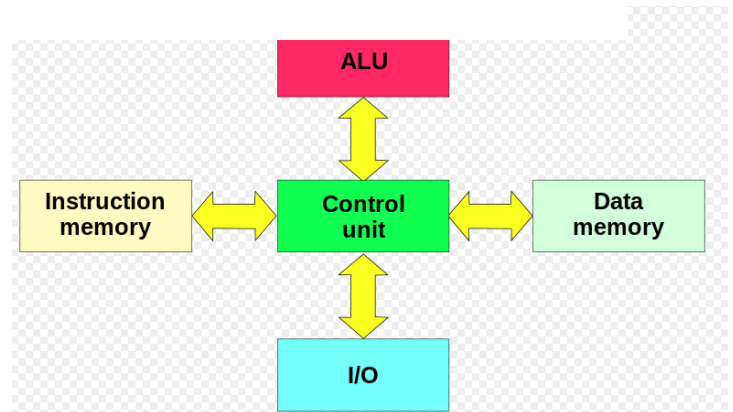 ALU
Instruction
memory
Control
unit
Data
memory
I/O